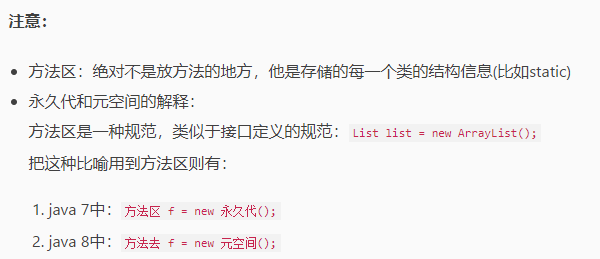 注意：
方法区：绝对不是放方法的地方，他是存储的每一个类的结构信息(比如static)
永久代和元空间的解释：
方法区是一种规范，类似于接口定义的规范：List list = new ArrayList();
把这种比喻用到方法区则有：
1. java 7中：方法区 f = new 永久代();
2. java 8中：方法去 f = new 元空间();